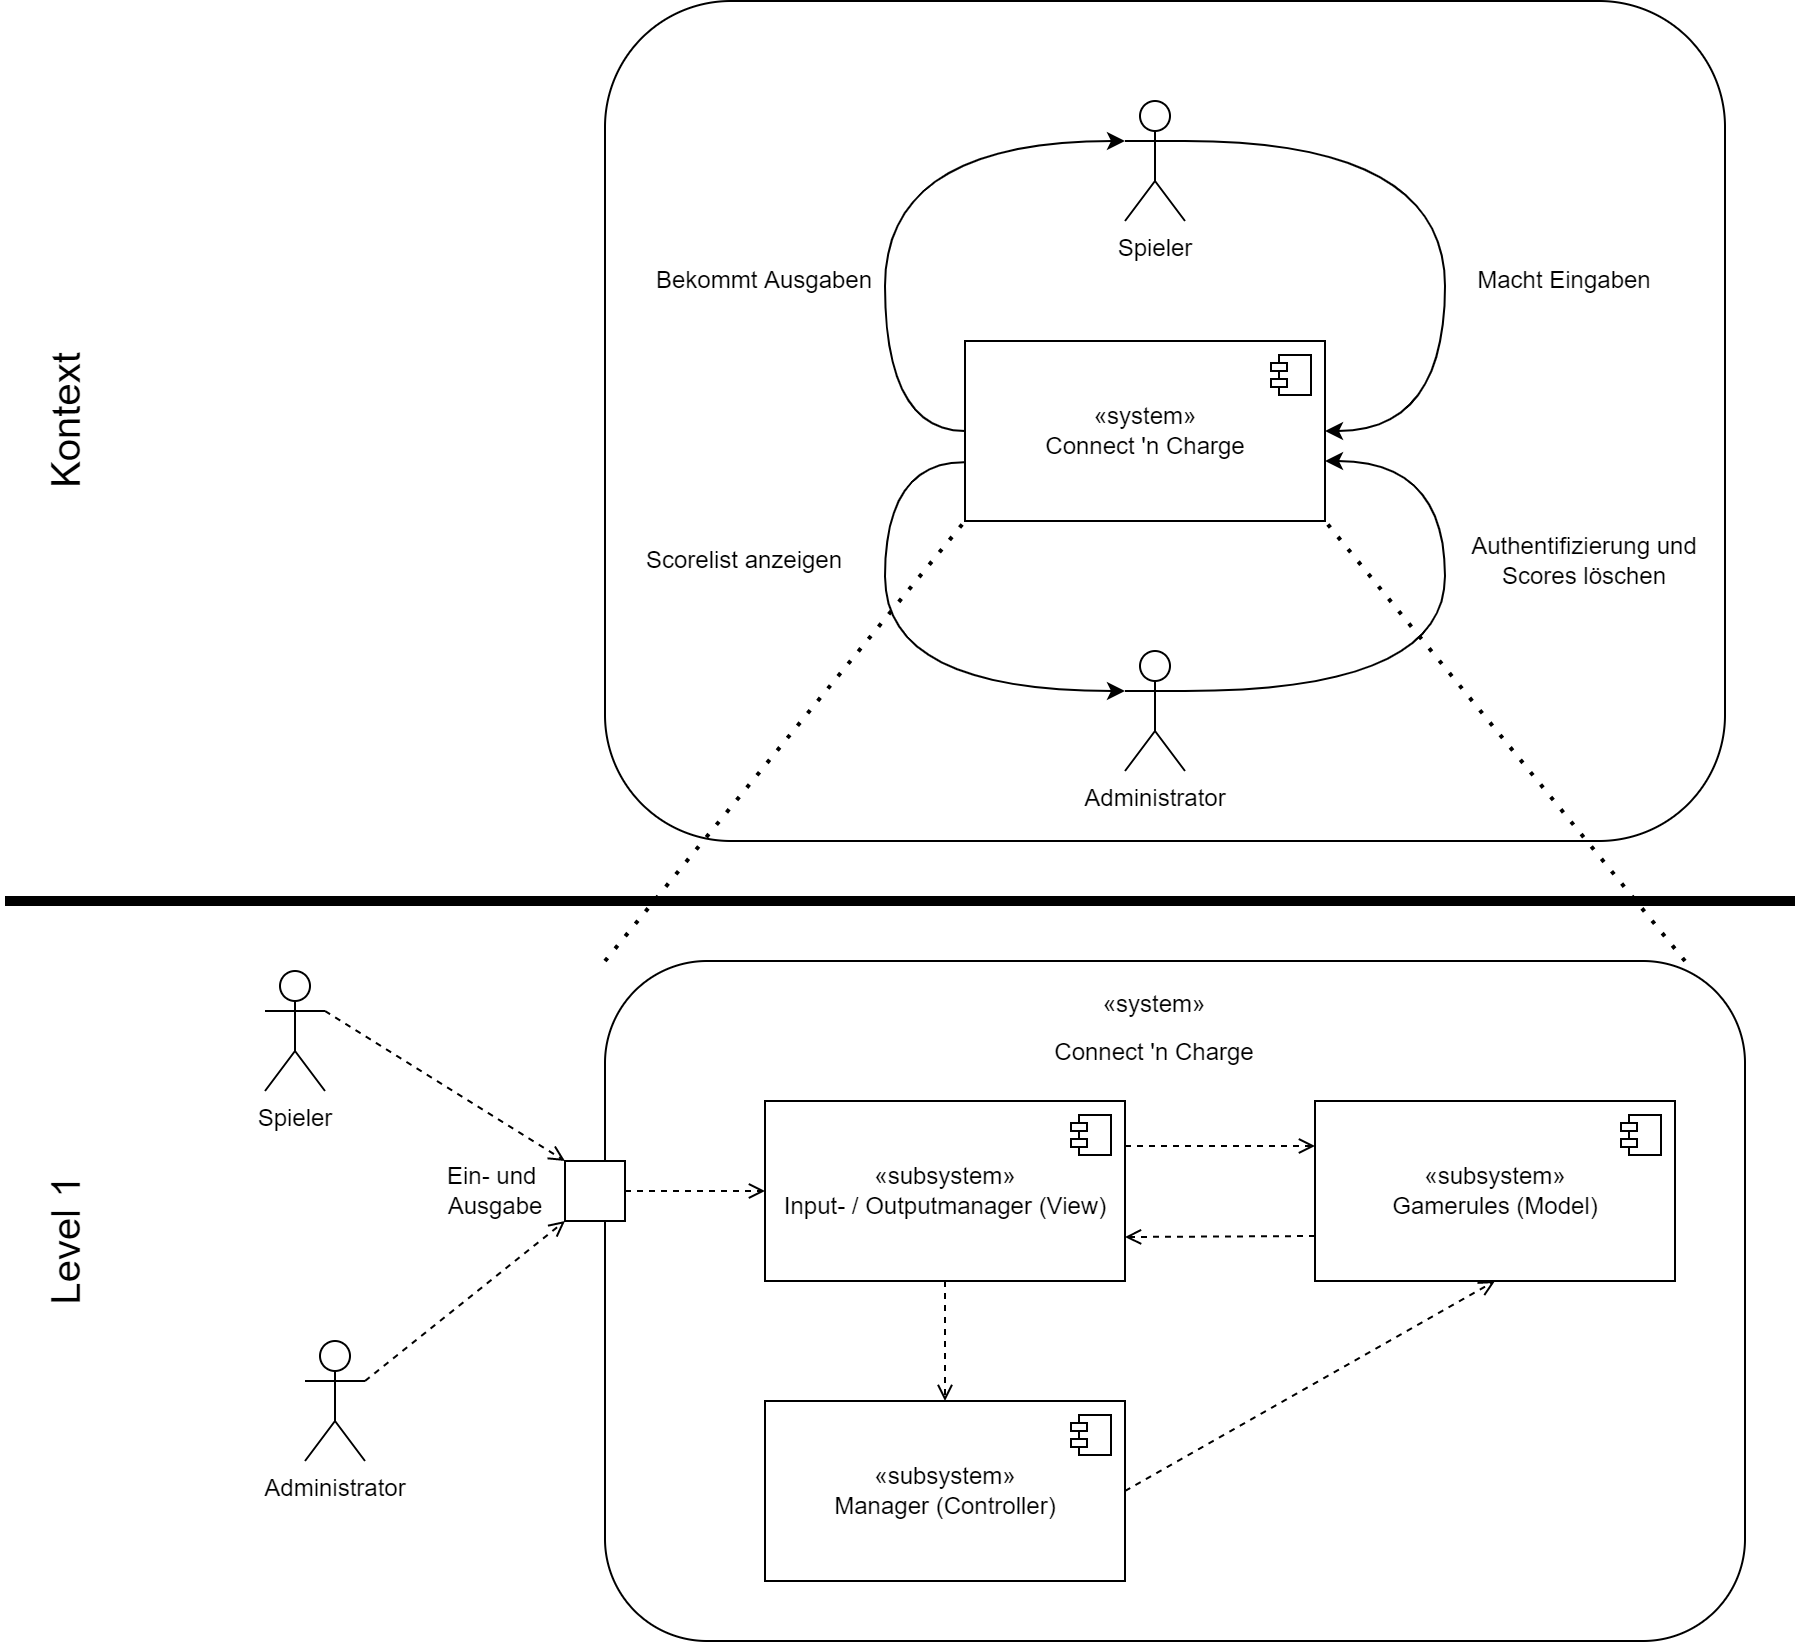 Kontext
Spieler
Bekommt Ausgaben
Macht Eingaben
«system»
Connect 'n Charge
Scorelist anzeigen
Authentifizierung und
Scores löschen
Administrator
Level 1
Spieler
Ein- und
Ausgabe
Administrator
«system»
Connect 'n Charge
«subsystem»
Input- / Outputmanager (View)
«subsystem»
Gamerules (Model)
«subsystem»
Manager (Controller)